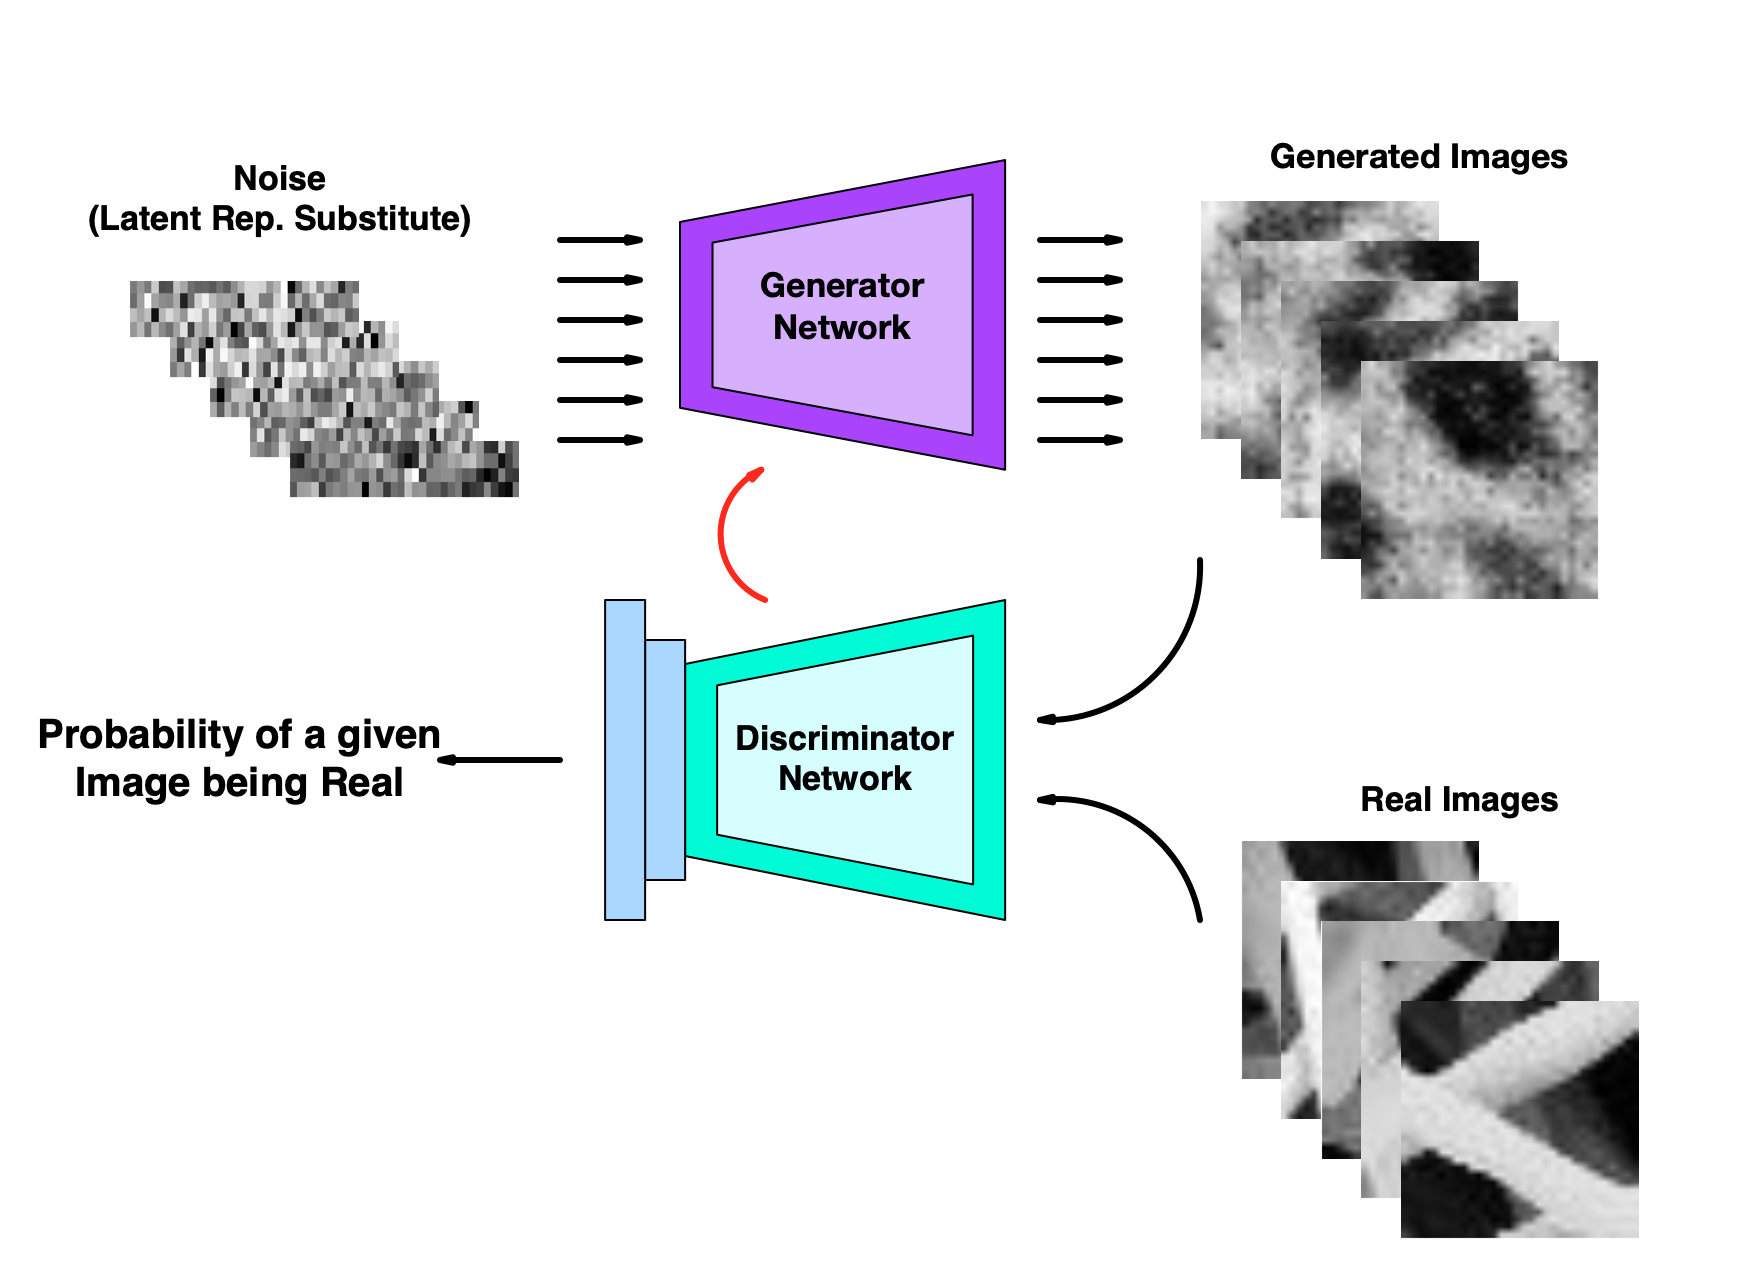 Noise
(Latent Rep. Substitute)
Generator
Network
Generated Images
Probability of a given
Image being Real
Discriminator
Network
Real Images